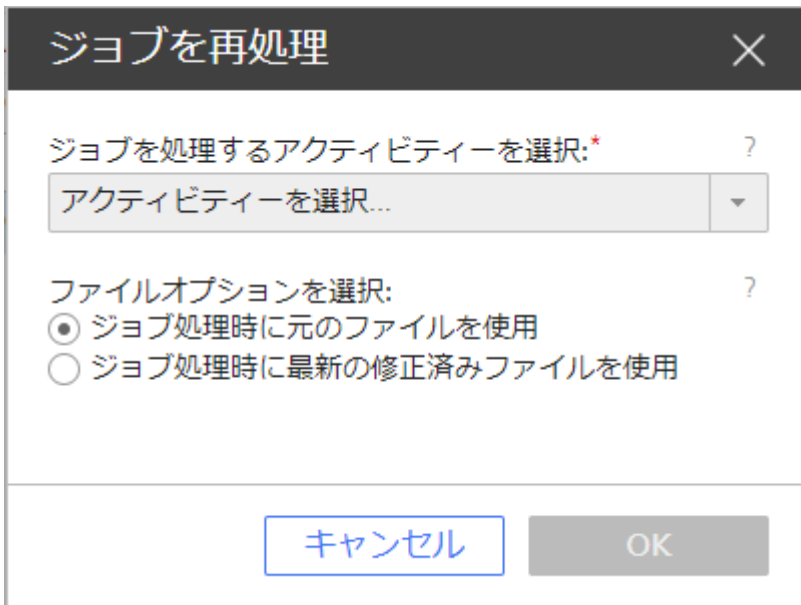 ジョブを再処理
ジョブを処理するアクティビティーを選択:* ?
アクティビティーを選択...
ファイルオプションを選択: ?
ジョブ処理時に元のファイルを使用
ジョブ処理時に最新の修正済みファイルを使用
キャンセル OK